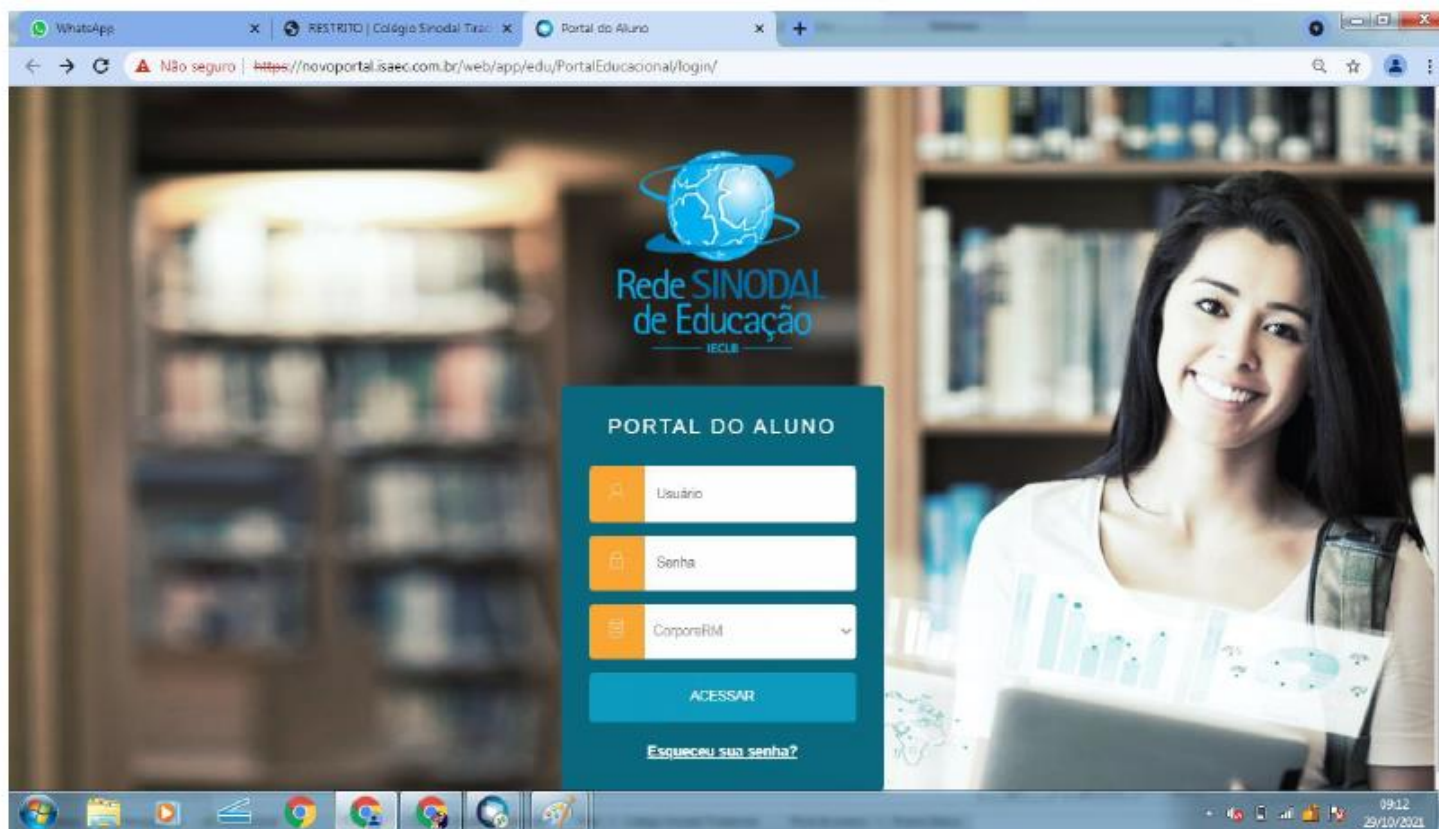 WhatsApp
RESTRITO | Colégio Sinodal Tirad
Portal do Aluno
Não seguro | https://novoportal.isaec.com.br/web/app/edu/PortalEducacional/login/
Rede SINODAL
de Educação
IECLB
PORTAL DO ALUNO
Usuário
Senha
CorporeRM
ACESSAR
Esqueceu sua senha?
09:12
29/10/2021